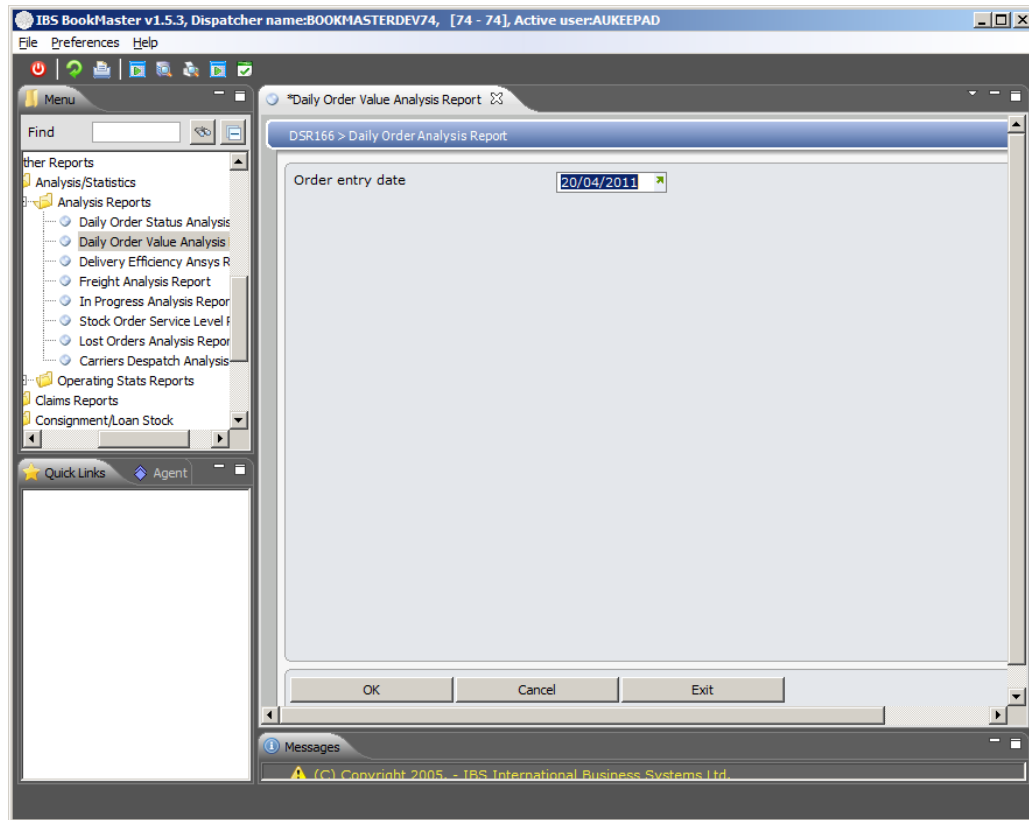 IBS BookMaster v1.5.3, Dispatcher name:BOOKMASTERDEV74, [74 - 74], Active user:AUKEEPAD
File Preferences Help
Menu
Find
ther Reports
Analysis/Statistics
Analysis Reports
Daily Order Status Analysis
Daily Order Value Analysis
Delivery Efficiency Ansys R
Freight Analysis Report
In Progress Analysis Repor
Stock Order Service Level
Lost Orders Analysis Repor
Carriers Despatch Analysis
Operating Stats Reports
Claims Reports
Consignment/Loan Stock
Quick Links Agent
*Daily Order Value Analysis Report
DSR166 > Daily Order Analysis Report
Order entry date 20/04/2011
OK Cancel Exit
Messages
(C) Copyright 2005. - IBS International Business Systems Ltd.